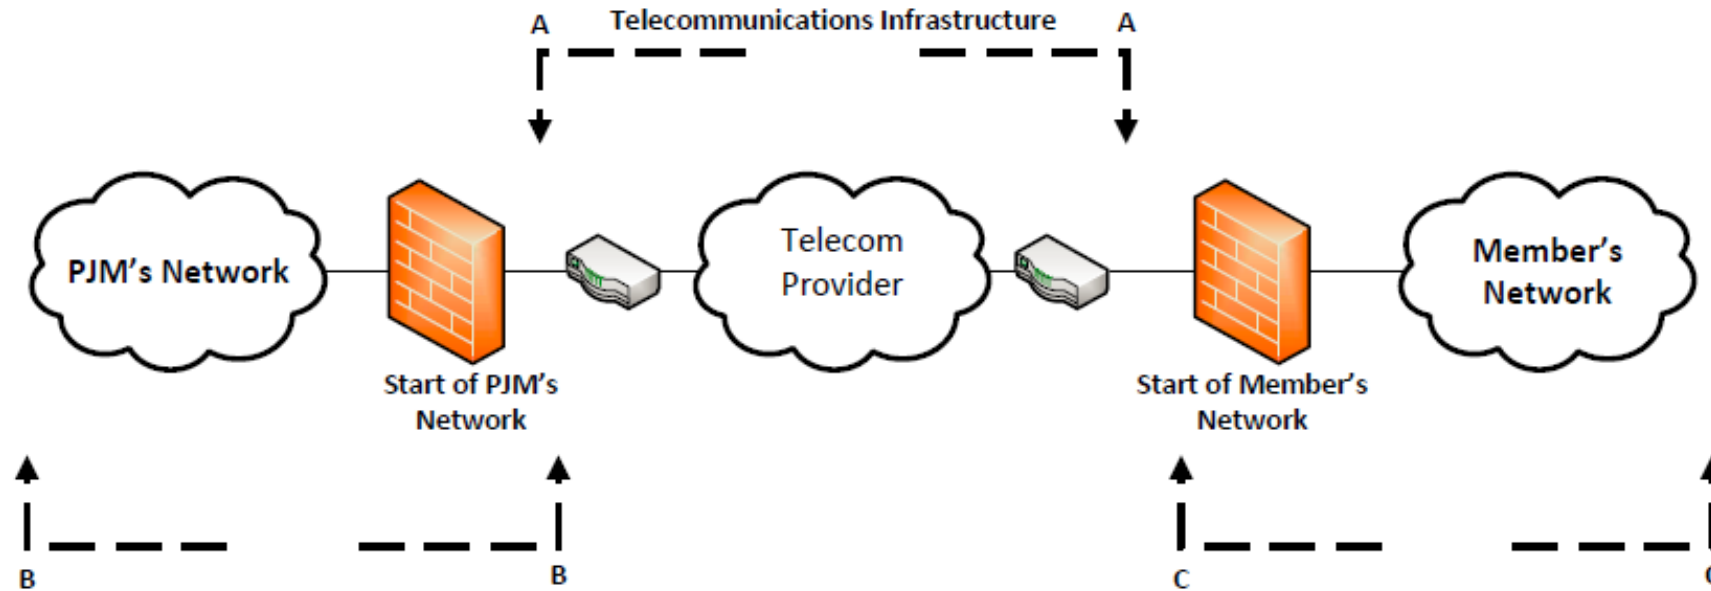 A
Telecommunications Infrastructure
A
PJM's Network
Telecom
Provider
Member's
Network
Start of PJM's
Network
Start of Member's
Network
B
B
C